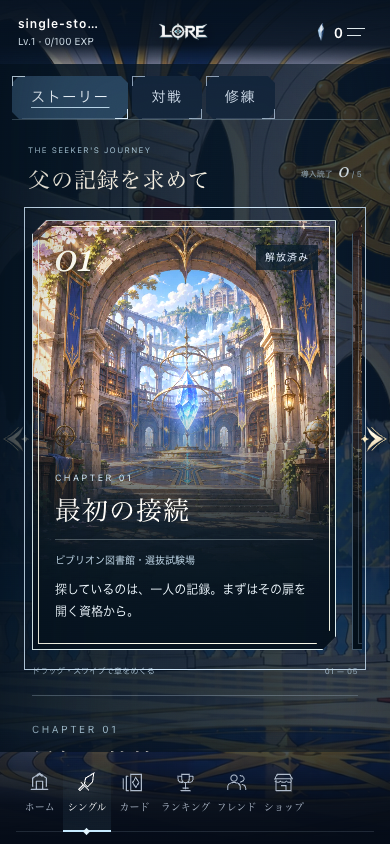 single-sto...
Lv.1 · 0/100 EXP
LORE
0
ストーリー
対戦
修練
THE SEEKER'S JOURNEY
父の記録を求めて
導入読了 0 / 5
01
解放済み
CHAPTER 01
最初の接続
ビブリオン図書館・選抜試験場
探しているのは、一人の記録。まずはその扉を
開く資格から。
ドラッグ・スワイプで章をめくる
01 — 05
CHAPTER 01
ホーム
シングル
カード
ランキング
フレンド
ショップ